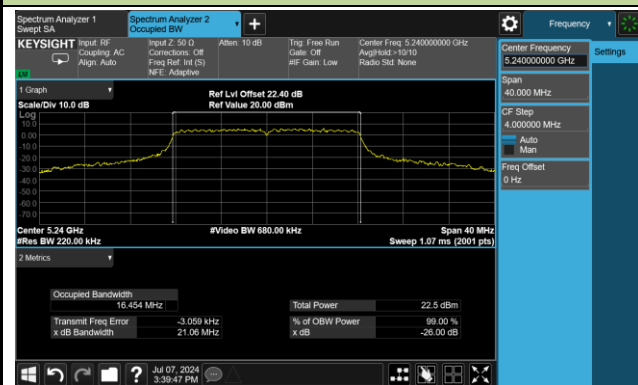 Spectrum Analyzer 1
Swept SA
Spectrum Analyzer 2
Occupied BW
Frequency
KEYSIGHT
Input: RF
Coupling: AC
Align: Auto
Input Z: 50 Ω
Corrections: Off
Freq Ref: Int (S)
NFE: Adaptive
Atten: 10 dB
Trig: Free Run
Gate: Off
#IF Gain: Low
Center Freq: 5.240000000 GHz
Avg|Hold:>10/10
Radio Std: None
Center Frequency
5.240000000 GHz
Settings
Span
40.000 MHz
CF Step
4.000000 MHz
Auto
Man
Freq Offset
0 Hz
1 Graph
Scale/Div 10.0 dB
Ref Lvl Offset 22.40 dB
Ref Value 20.00 dBm
Log
10.0
0.00
-10.0
-20.0
-30.0
-40.0
-50.0
-60.0
-70.0
Center 5.24 GHz
#Video BW 680.00 kHz
Span 40 MHz
#Res BW 220.00 kHz
Sweep 1.07 ms (2001 pts)
2 Metrics
Occupied Bandwidth
16.454 MHz
Total Power
22.5 dBm
Transmit Freq Error
-3.059 kHz
% of OBW Power
99.00 %
x dB Bandwidth
21.06 MHz
x dB
-26.00 dB
Jul 07, 2024
3:39:47 PM